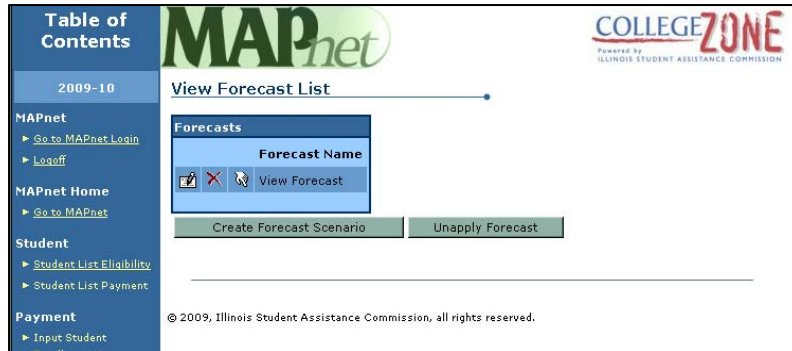 Table of
Contents
2009-10
MAPnet
Go to MAPnet Login
Logoff
MAPnet Home
Go to MAPnet
Student
Student List Eligibility
Student List Payment
Payment
Input Student
MAPnet
COLLEGEZONE
Powered by
ILLINOIS STUDENT ASSISTANCE COMMISSION
View Forecast List
Forecasts
Forecast Name
View Forecast
Create Forecast Scenario Unapply Forecast
© 2009, Illinois Student Assistance Commission, all rights reserved.